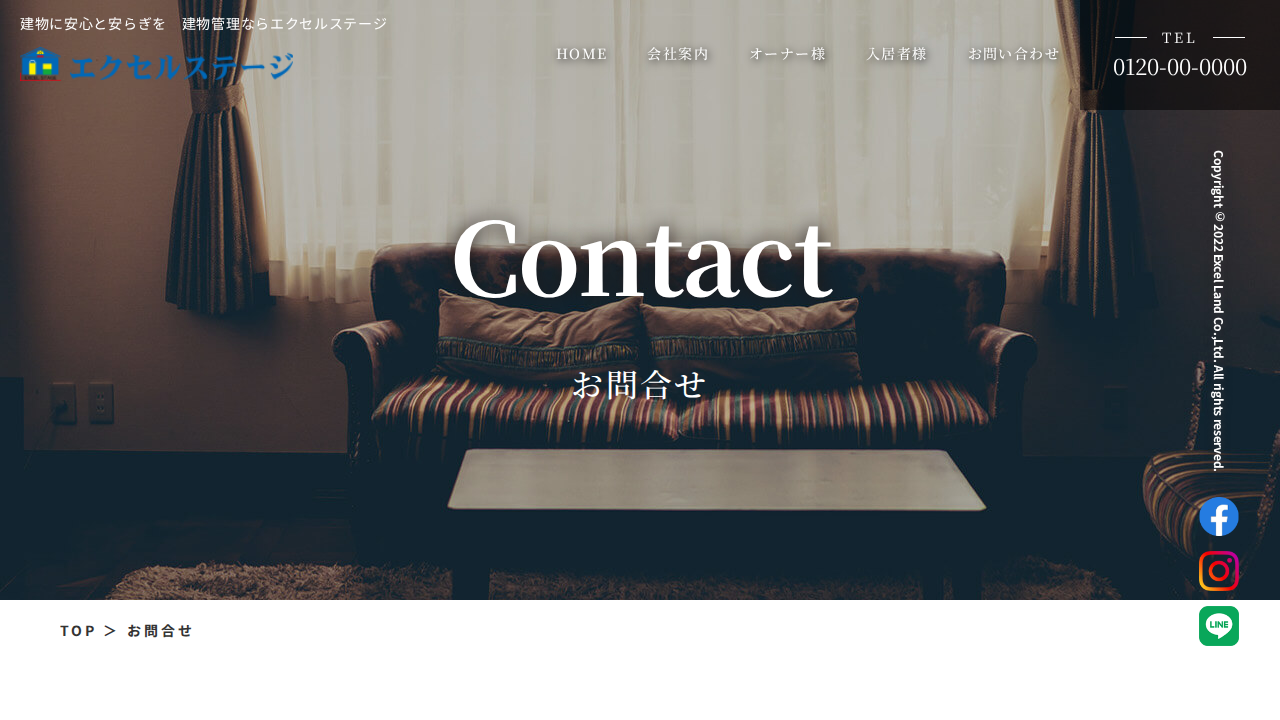 建物に安心と安らぎを　建物管理ならエクセルステージ
エクセルステージ
HOME
会社案内
オーナー様
入居者様
お問い合わせ
TEL
0120-00-0000
Contact
お問合せ
Copyright ©2022 Excel Land Co.,Ltd. All rights reserved.
LINE
TOP ＞ お問合せ